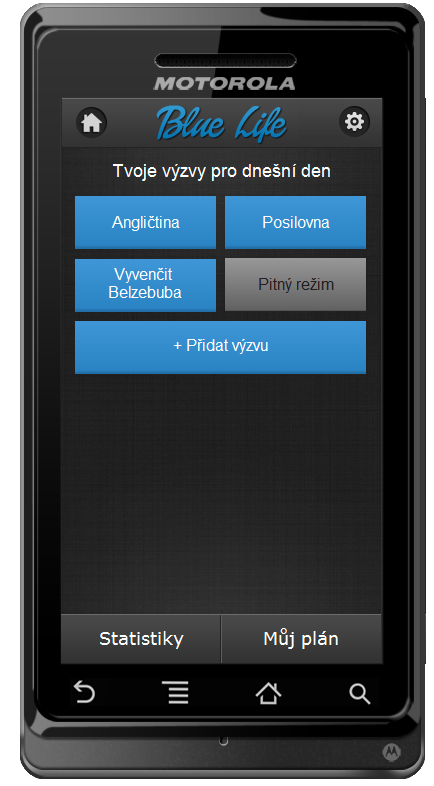 MOTOROLA
Blue Life
Tvoje výzvy pro dnešní den
Angličtina
Posilovna
Vyvenčit
Belzebuba
Pitný režim
+ Přidat výzvu
Statistiky
Můj plán